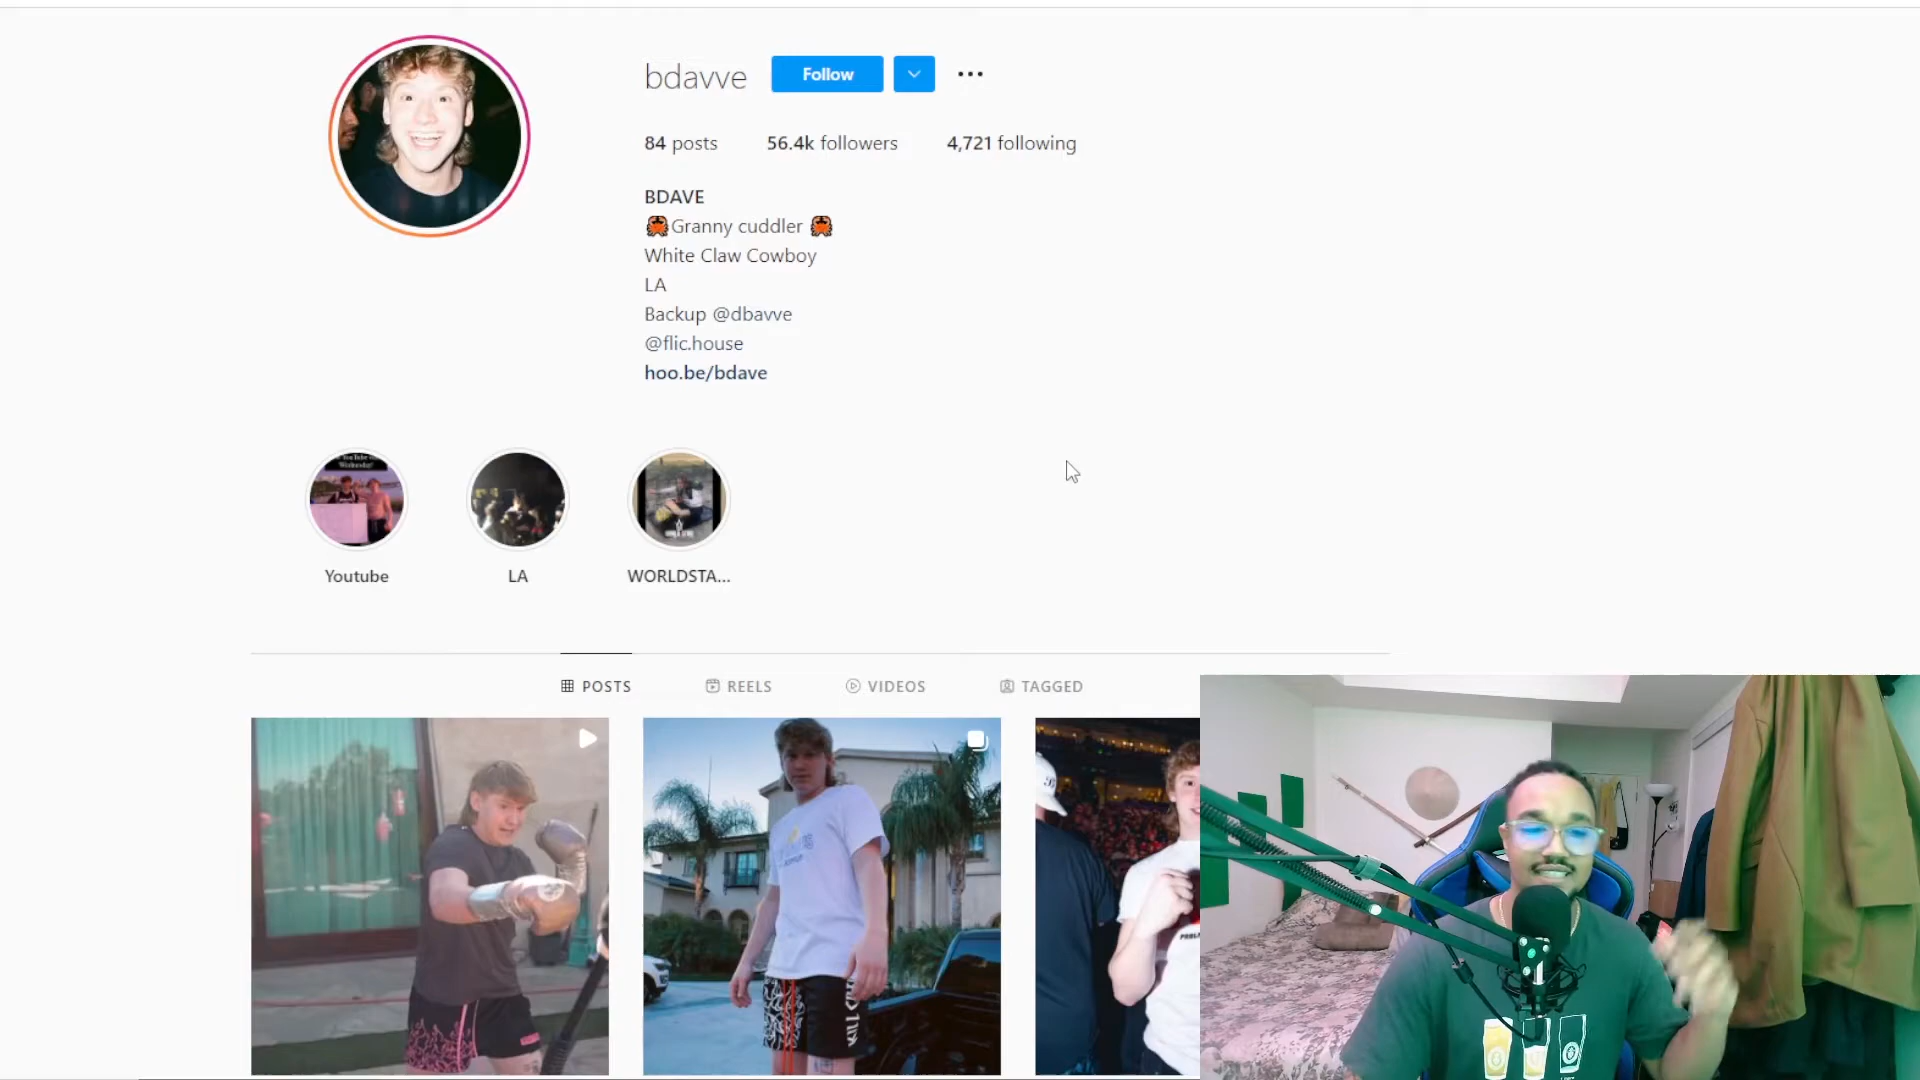 bdavve Follow
84 posts 56.4k followers 4,721 following
BDAVE
Granny cuddler
White Claw Cowboy
LA
Backup @dbavve
@flic.house
hoo.be/bdave
Youtube LA WORLDSTA...
POSTS REELS VIDEOS TAGGED